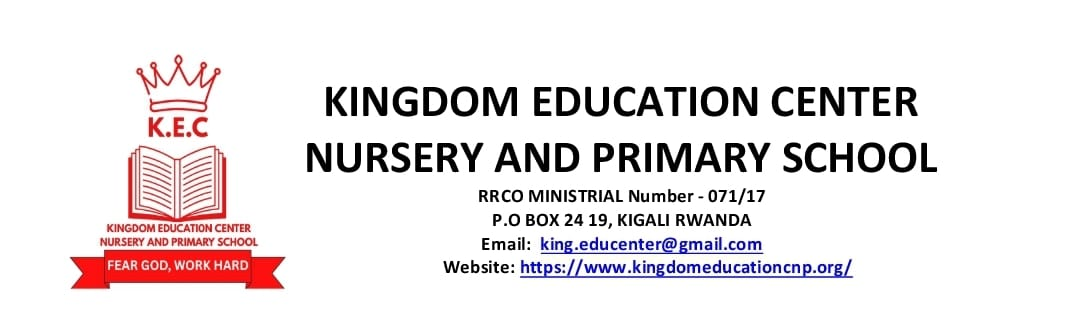 K.E.C
KINGDOM EDUCATION CENTER
NURSERY AND PRIMARY SCHOOL
FEAR GOD, WORK HARD
KINGDOM EDUCATION CENTER
NURSERY AND PRIMARY SCHOOL
RRCO MINISTRIAL Number - 071/17
P.O BOX 24 19, KIGALI RWANDA
Email: king.educenter@gmail.com
Website: https://www.kingdomeducationcnp.org/